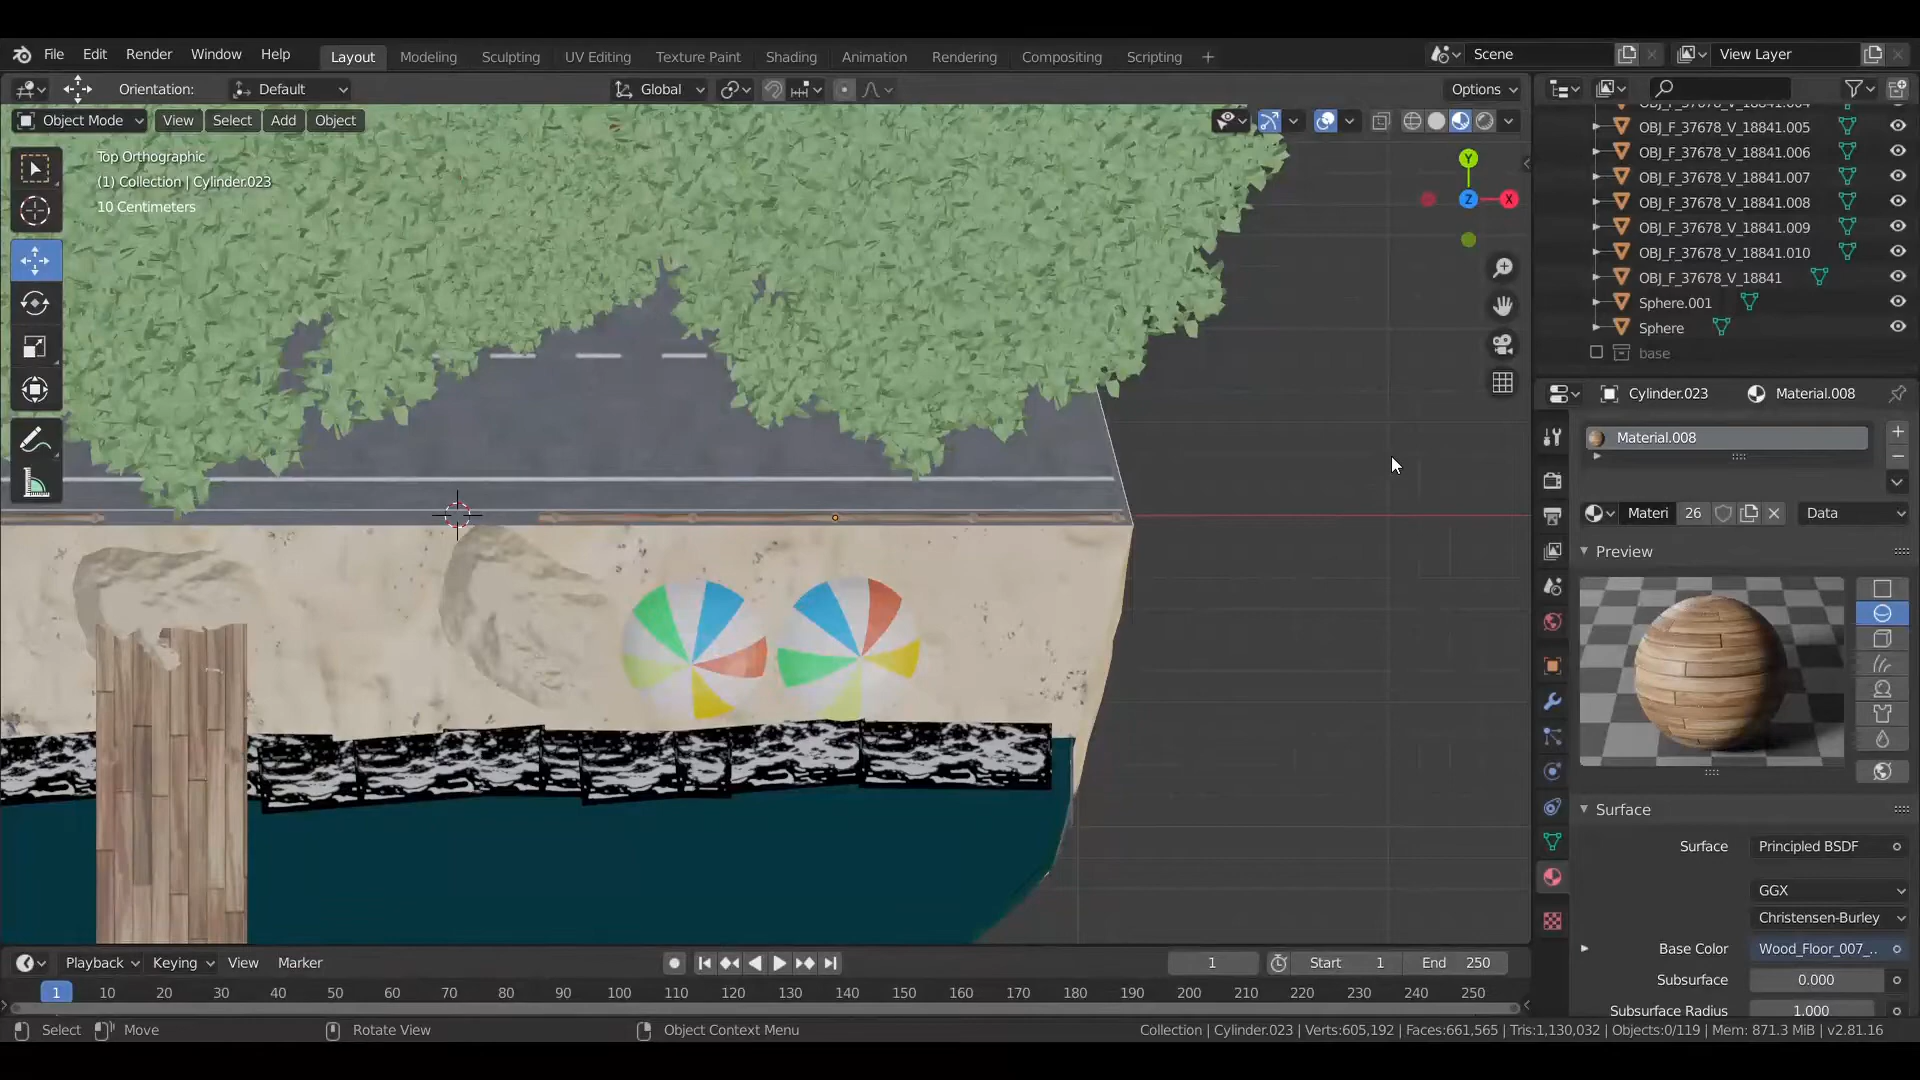 File Edit Render Window Help Layout Modeling Sculpting UV Editing Texture Paint Shading Animation Rendering Compositing Scripting Scene View Layer
Orientation: Default Global Options
Object Mode View Select Add Object
Top Orthographic
(1) Collection | Cylinder.023
10 Centimeters
Y
Z
X
OBJ_F_37678_V_18841.004
OBJ_F_37678_V_18841.005
OBJ_F_37678_V_18841.006
OBJ_F_37678_V_18841.007
OBJ_F_37678_V_18841.008
OBJ_F_37678_V_18841.009
OBJ_F_37678_V_18841.010
OBJ_F_37678_V_18841
Sphere.001
Sphere
base
Cylinder.023 Material.008
Material.008
Materi 26 Data
Preview
Surface
Surface Principled BSDF
GGX
Christensen-Burley
Base Color Wood_Floor_007_..
Subsurface 0.000
Subsurface Radius 1.000
Playback Keying View Marker 1 Start 1 End 250
1 10 20 30 40 50 60 70 80 90 100 110 120 130 140 150 160 170 180 190 200 210 220 230 240 250
Select Move Rotate View Object Context Menu Collection | Cylinder.023 | Verts:605,192 | Faces:661,565 | Tris:1,130,032 | Objects:0/119 | Mem: 871.3 MiB | v2.81.16